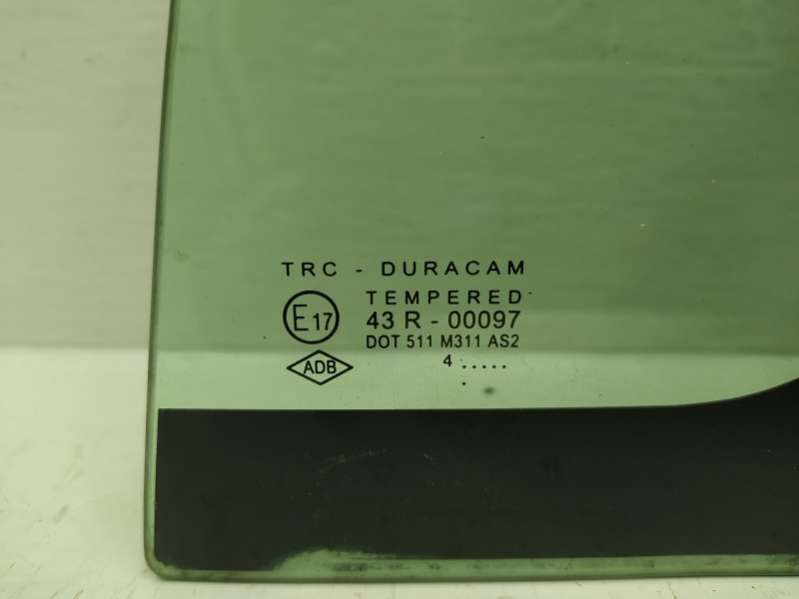 TRC - DURACAM
TEMPERED
E17 43 R - 00097
DOT 511 M311 AS2
ADB
4 .....
.